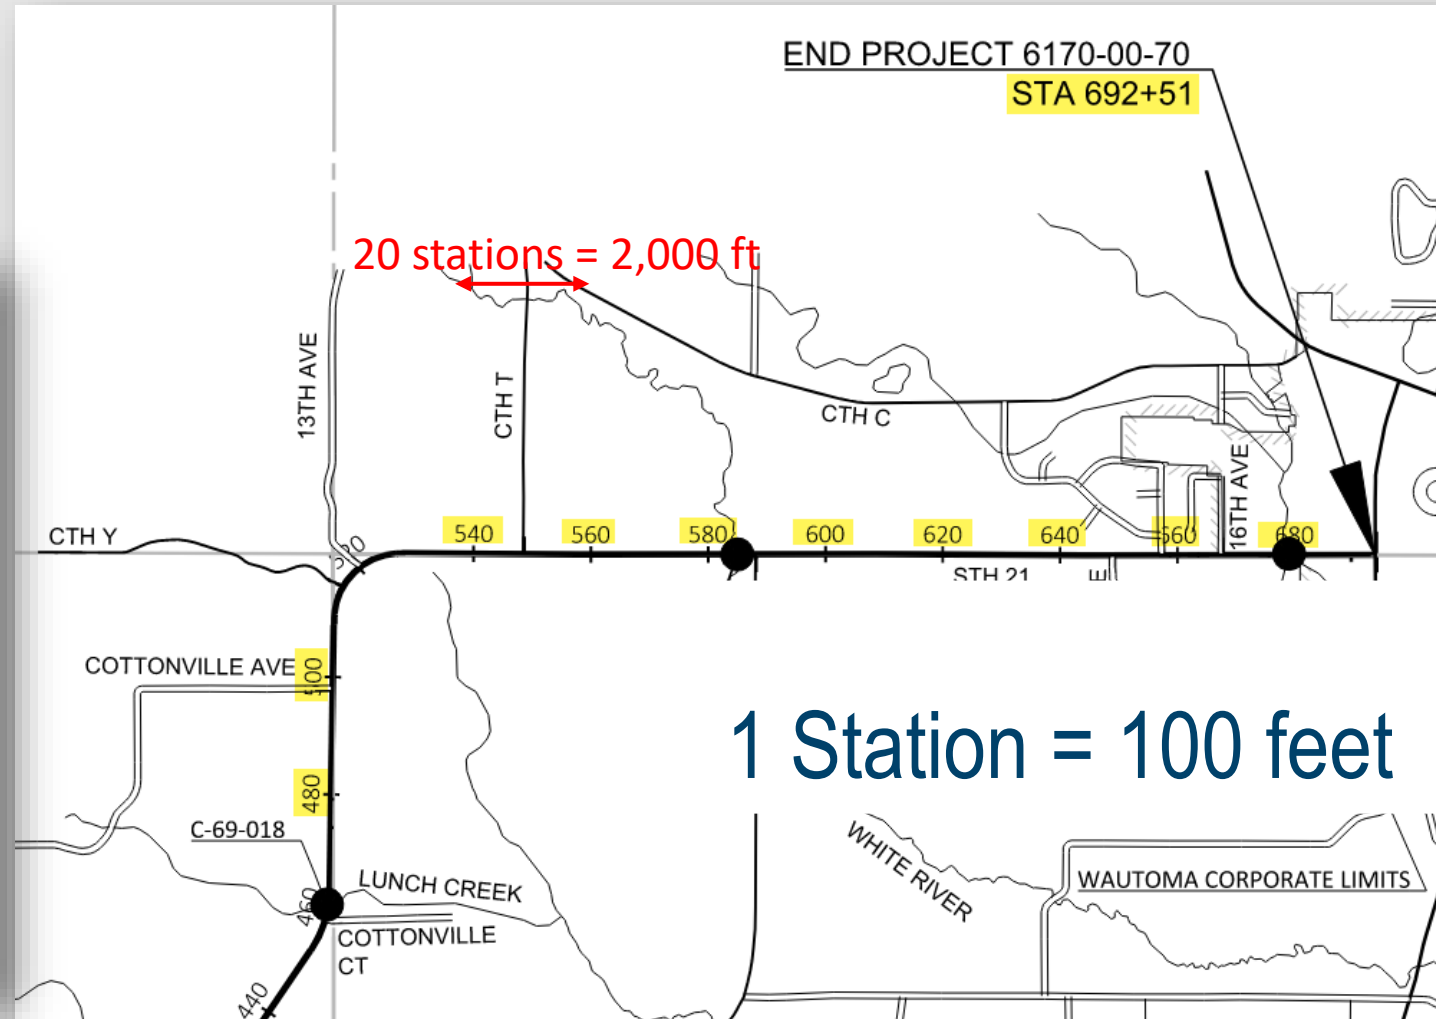 END PROJECT 6170-00-70
STA 692+51
20 stations = 2,000 ft
13TH AVE
CTH T
CTH C
16TH AVE
CTH Y
540
560
580
600
620
640
660
680
STH 21
E
COTTONVILLE AVE
500
1 Station = 100 feet
480
C-69-018
WHITE RIVER
LUNCH CREEK
WAUTOMA CORPORATE LIMITS
460
COTTONVILLE
CT
440